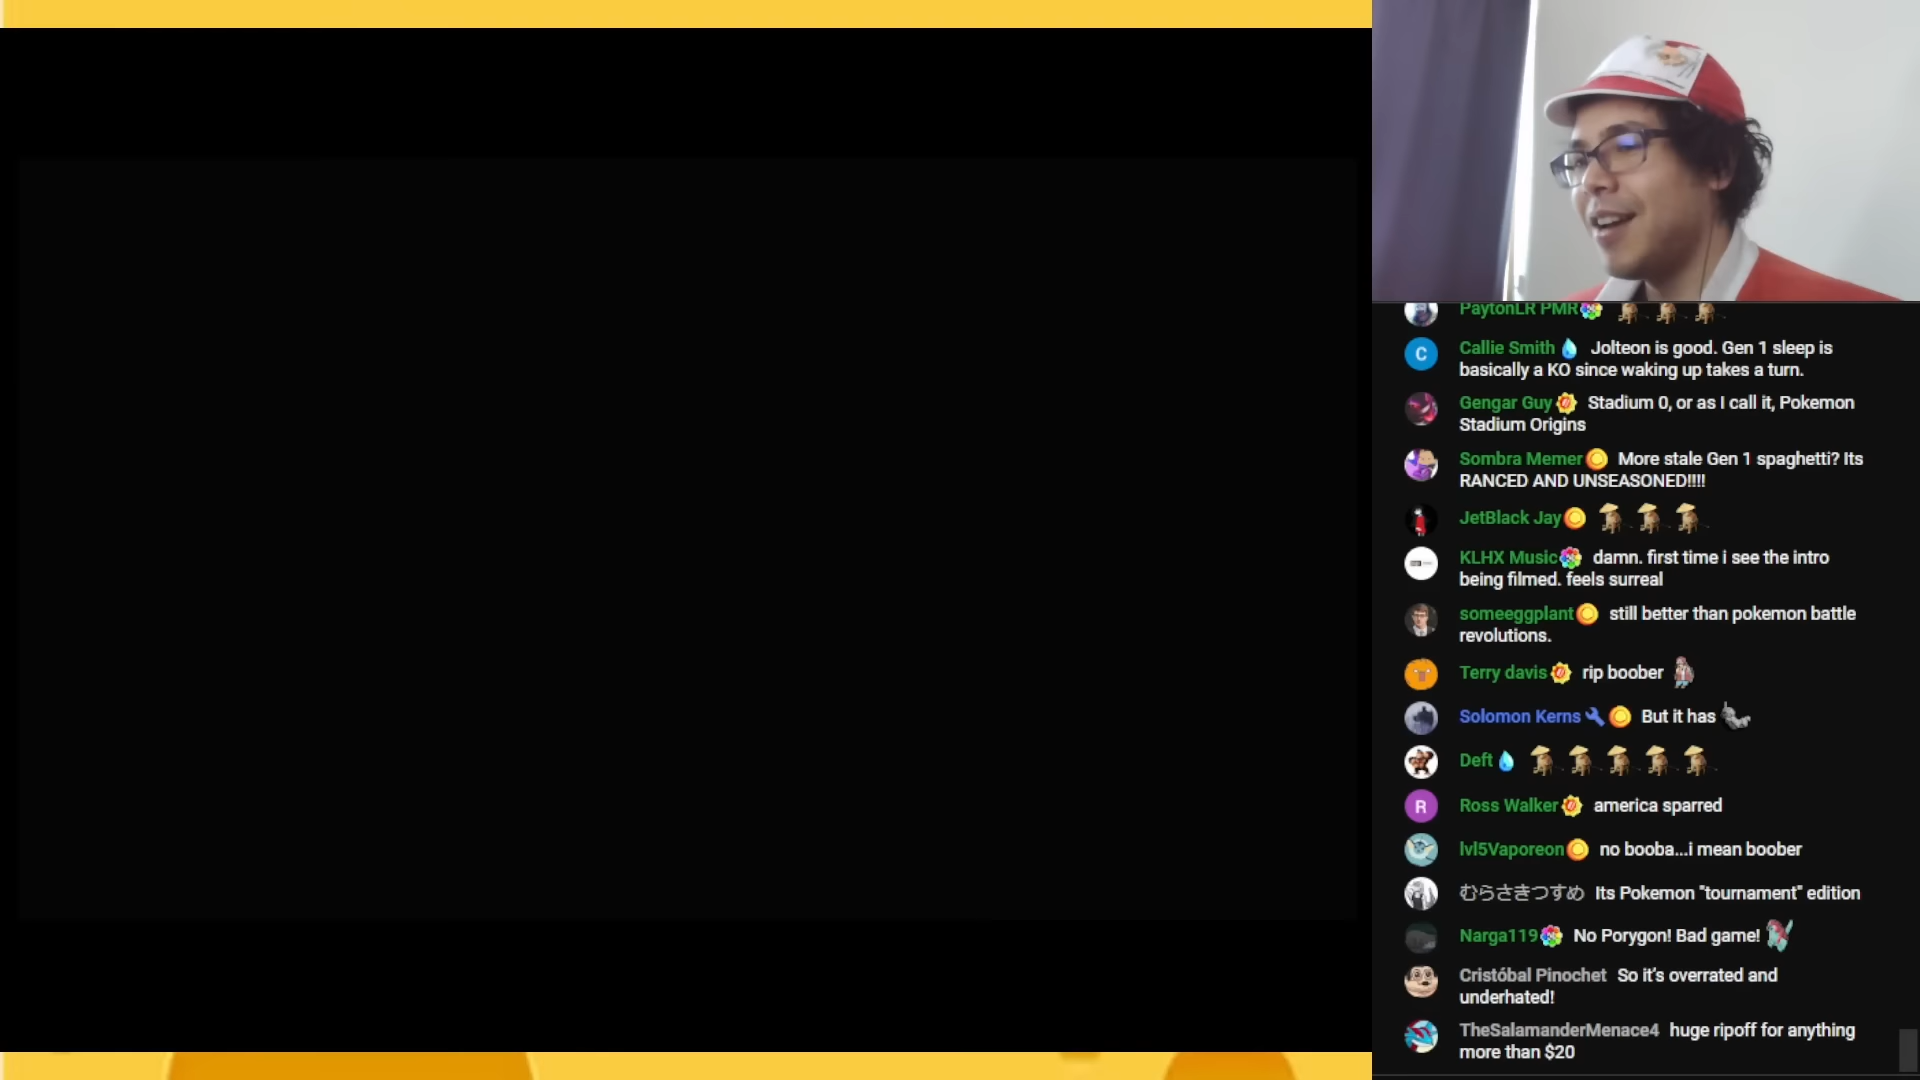 PaytonLR PMR
C
Callie Smith Jolteon is good. Gen 1 sleep is
basically a KO since waking up takes a turn.
Gengar Guy Stadium 0, or as I call it, Pokemon
Stadium Origins
Sombra Memer More stale Gen 1 spaghetti? Its
RANCED AND UNSEASONED!!!!
JetBlack Jay
KLHX Music damn. first time i see the intro
being filmed. feels surreal
someeggplant still better than pokemon battle
revolutions.
Terry davis rip boober
Solomon Kerns But it has
Deft
R
Ross Walker america sparred
lvl5Vaporeon no booba...i mean boober
むらさきつすめ Its Pokemon "tournament" edition
Narga119 No Porygon! Bad game!
Cristóbal Pinochet So it's overrated and
underhated!
TheSalamanderMenace4 huge ripoff for anything
more than $20